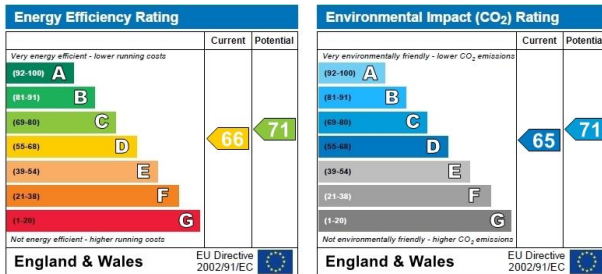 Energy Efficiency Rating
Current Potential
Very energy efficient - lower running costs
(92-100) A
(81-91) B
(69-80) C
(55-68) D
(39-54) E
(21-38) F
(1-20) G
66
71
Not energy efficient - higher running costs
England & Wales
EU Directive
2002/91/EC
Environmental Impact (CO₂) Rating
Current Potential
Very environmentally friendly - lower CO₂ emissions
(92-100) A
(81-91) B
(69-80) C
(55-68) D
(39-54) E
(21-38) F
(1-20) G
65
71
Not environmentally friendly - higher CO₂ emissions
England & Wales
EU Directive
2002/91/EC